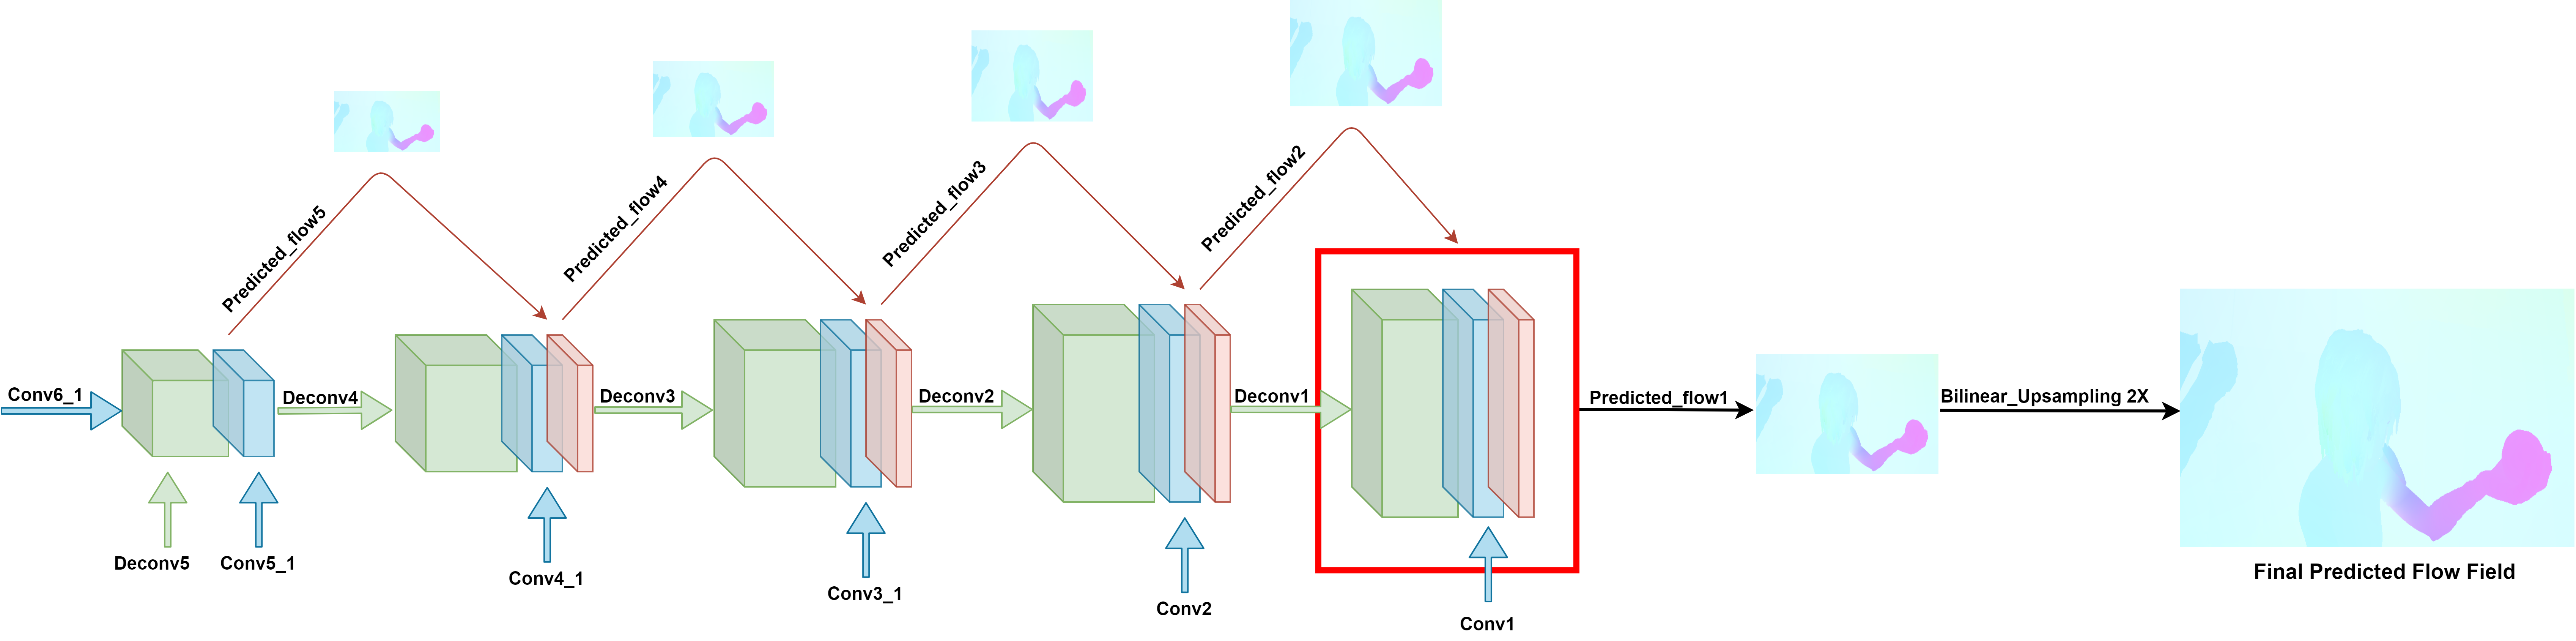 Conv6_1
Deconv5
Conv5_1
Predicted_flow5
Deconv4
Conv4_1
Predicted_flow4
Deconv3
Conv3_1
Predicted_flow3
Deconv2
Conv2
Predicted_flow2
Deconv1
Conv1
Predicted_flow1
Bilinear_Upsampling 2X
Final Predicted Flow Field